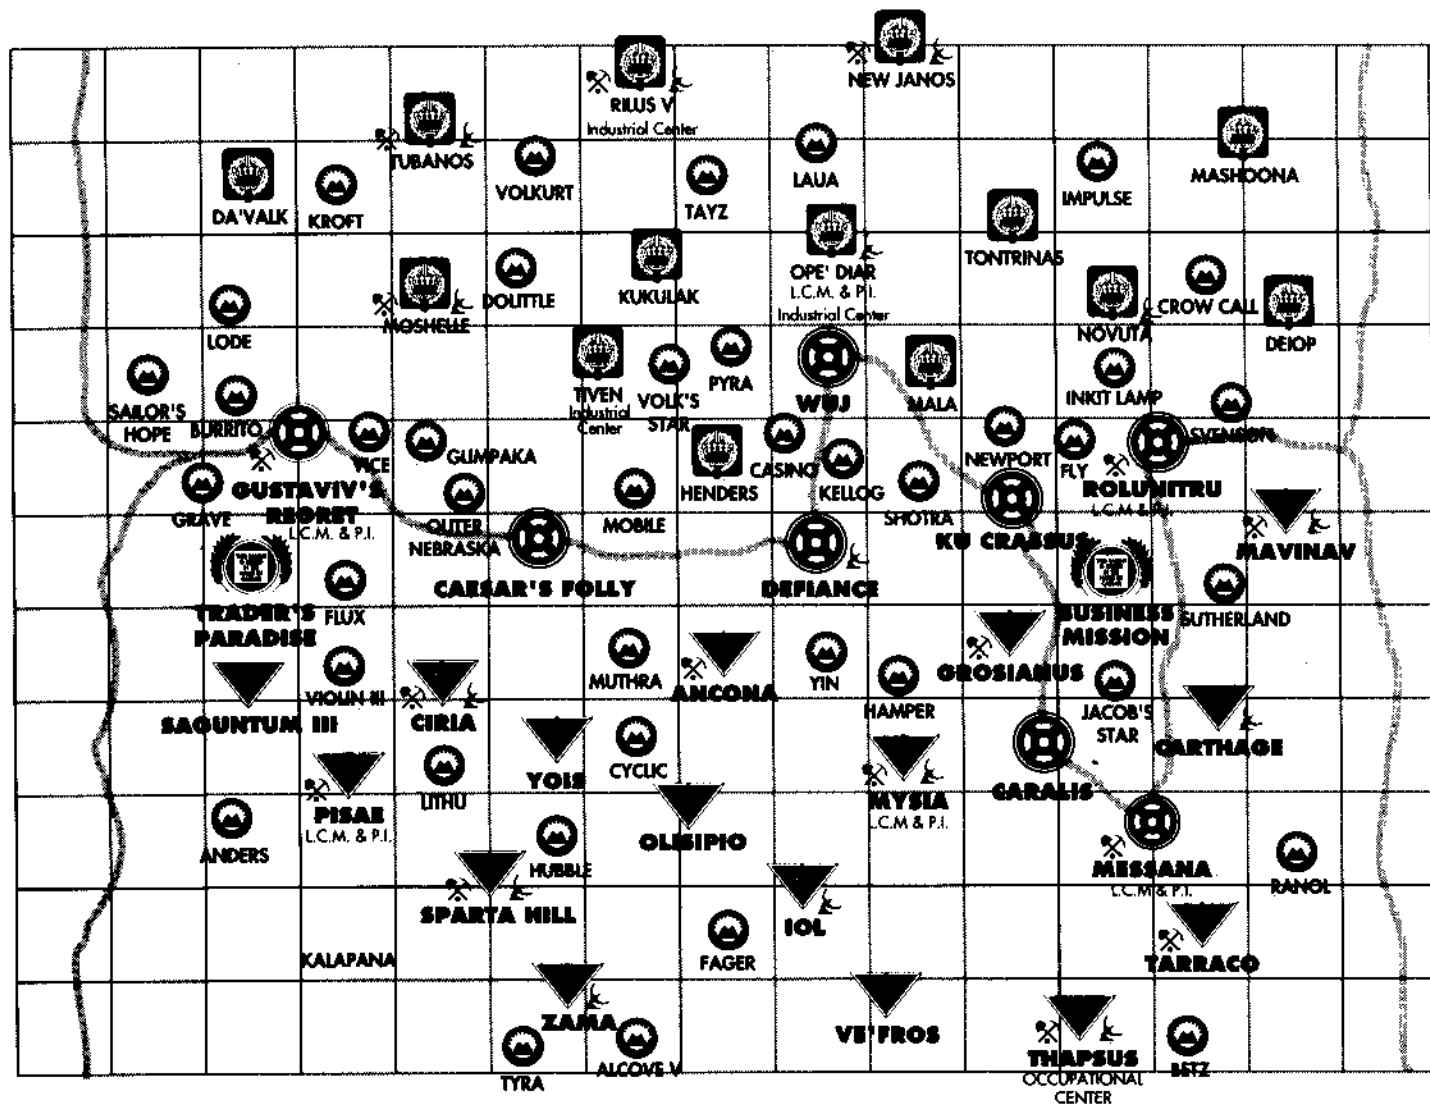 NEW JANOS
RILUS V
Industrial Center
TUBANOS
VOLKURT
LAUA
MASHOONA
DA'VALK
KROFT
TAYZ
IMPULSE
TONTRINAS
OPE' DIAR
L.C.M. & P.I.
Industrial Center
KUKULAK
DOLITTLE
MOSHELLE
CROW CALL
NOVUTA
DEIOP
LODE
TIVEN
Industrial
Center
VOLK'S
STAR
PYRA
WUJ
MALA
INKIT LAMP
SAILOR'S
HOPE
BURRITO
SVENSON
VICE
GLIMPAKA
CASINO
NEWPORT
FLY
GUSTAVIV'S
REGRET
L.C.M. & P.I.
HENDERS
KELLOG
ROLUNITRU
L.C.M & P.I.
GRAVE
OUTER
NEBRASKA
MOBILE
SHOTRA
KU CRASSUS
MAVINAV
CAESAR'S FOLLY
DEFIANCE
TRADER'S
PARADISE
FLUX
BUSINESS
MISSION
SUTHERLAND
MUTHRA
ANCONA
YIN
GROSIANUS
VIOLIN III
SAGUNTUM III
CIRIA
HAMPER
JACOB'S
STAR
CARTHAGE
YOIS
CYCLIC
LITHU
PISAE
L.C.M. & P.I.
MYSIA
L.C.M & P.I.
CARALIS
OLISIPIO
ANDERS
HUBBLE
MESSANA
L.C.M & P.I.
RANOL
SPARTA HILL
IOL
KALAPANA
FAGER
TARRACO
ZAMA
VE'FROS
TYRA
ALCOVE V
THAPSUS
OCCUPATIONAL
CENTER
BETZ